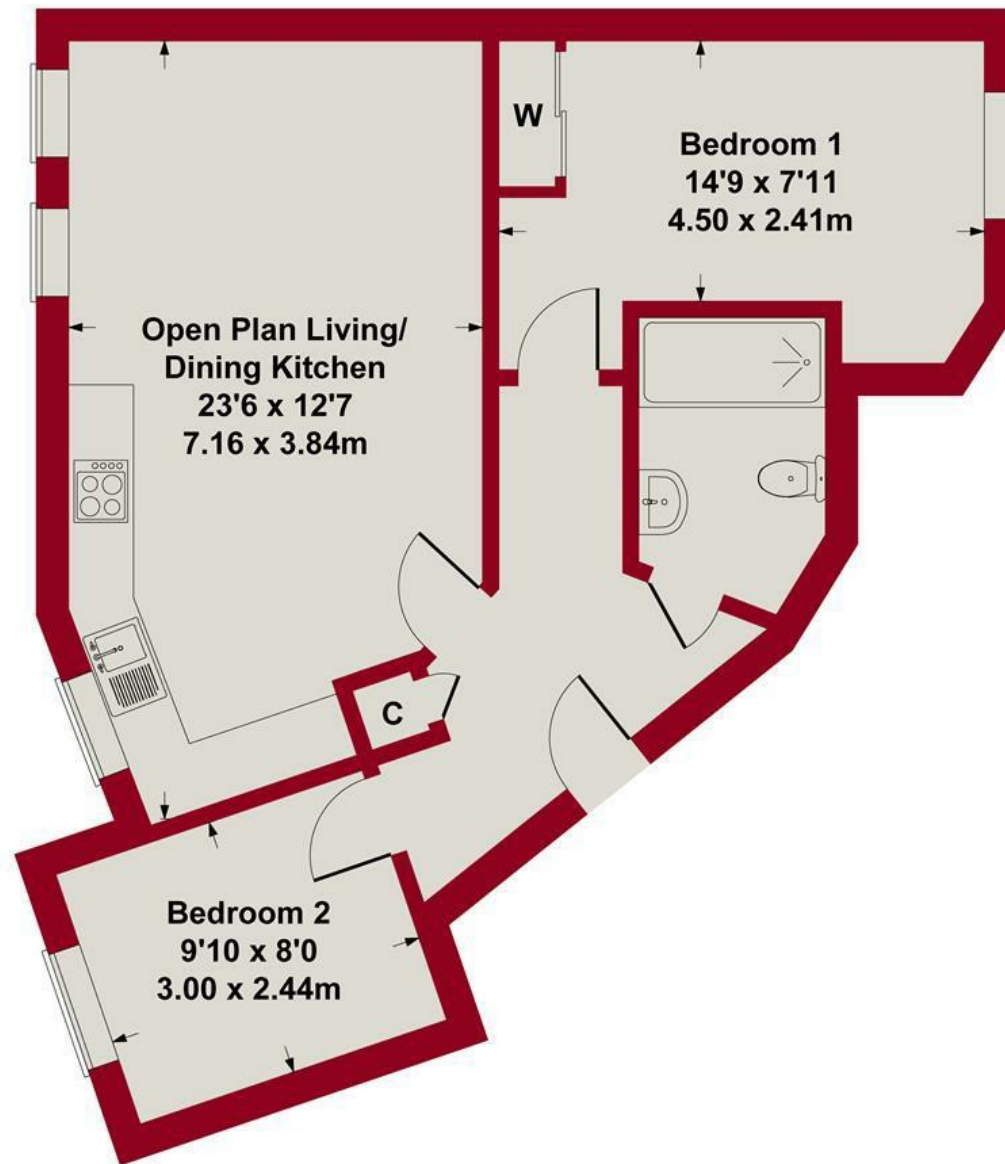 W
Bedroom 1
14'9 x 7'11
4.50 x 2.41m
Open Plan Living/
Dining Kitchen
23'6 x 12'7
7.16 x 3.84m
C
Bedroom 2
9'10 x 8'0
3.00 x 2.44m